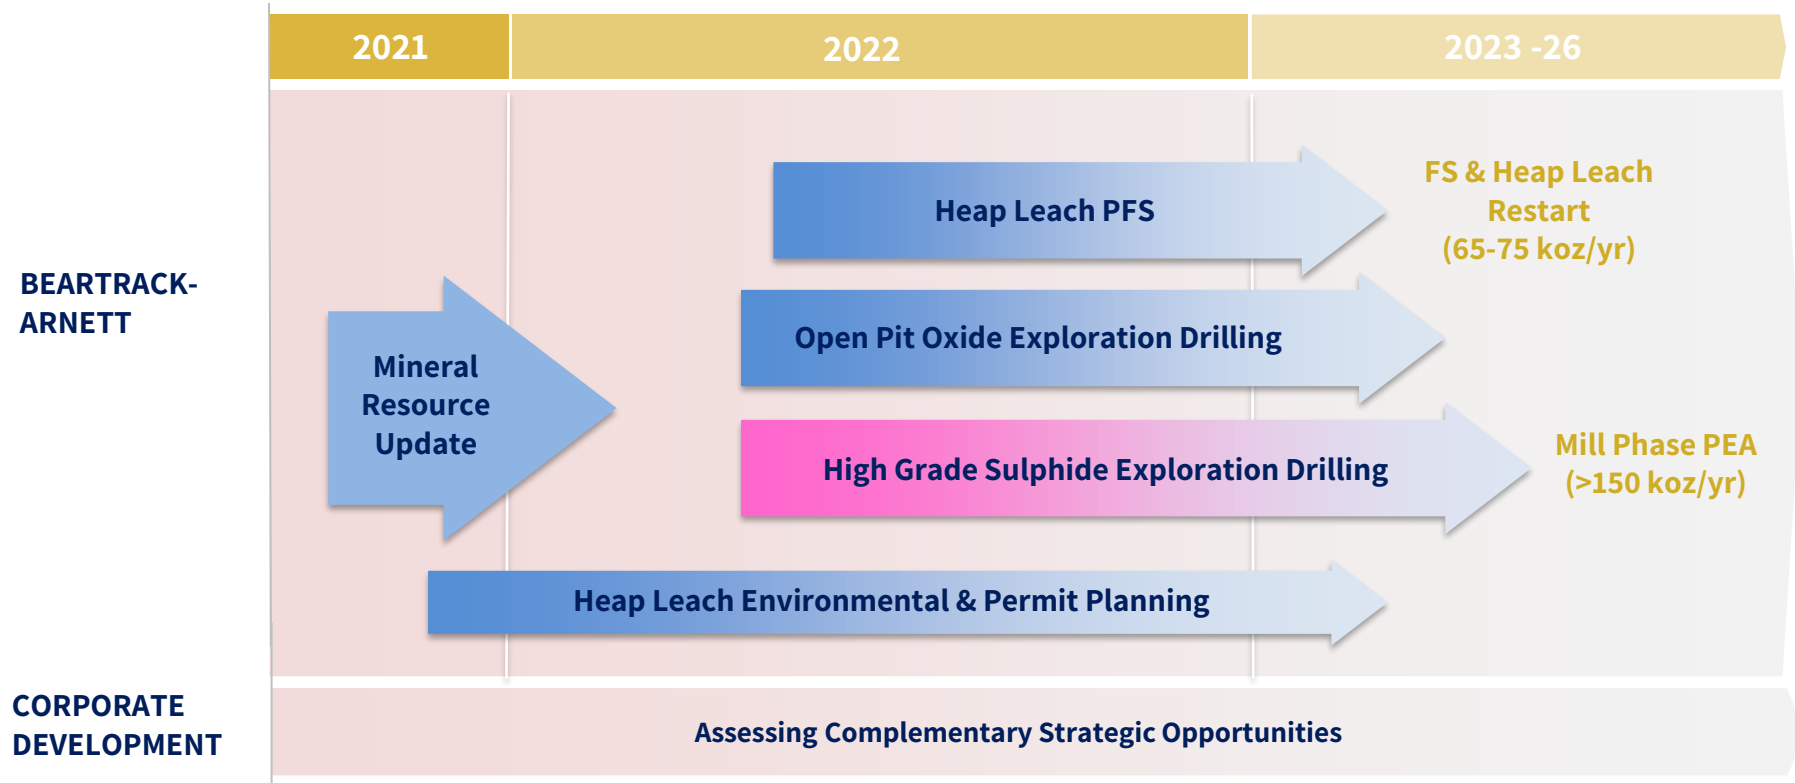 2021
2022
2023 -26
BEARTRACK-
ARNETT
Heap Leach PFS
FS & Heap Leach
Restart
(65-75 koz/yr)
Open Pit Oxide Exploration Drilling
Mineral
Resource
Update
High Grade Sulphide Exploration Drilling
Mill Phase PEA
(>150 koz/yr)
Heap Leach Environmental & Permit Planning
CORPORATE
DEVELOPMENT
Assessing Complementary Strategic Opportunities